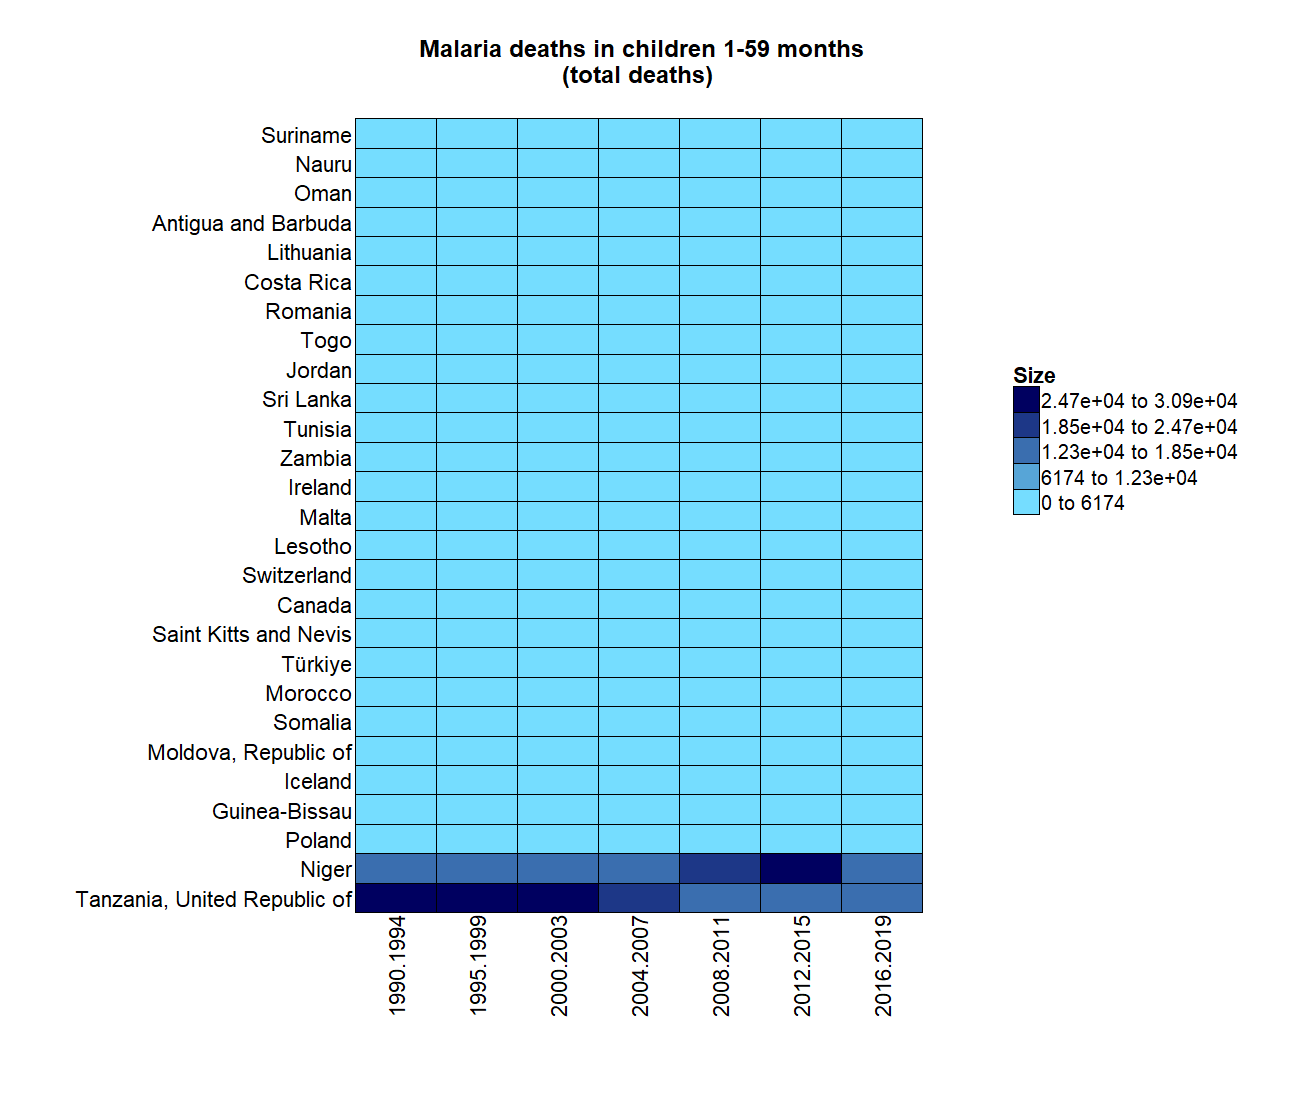 Malaria deaths in children 1-59 months
(total deaths)
Suriname
Nauru
Oman
Antigua and Barbuda
Lithuania
Costa Rica
Romania
Togo
Jordan
Sri Lanka
Tunisia
Zambia
Ireland
Malta
Lesotho
Switzerland
Canada
Saint Kitts and Nevis
Türkiye
Morocco
Somalia
Moldova, Republic of
Iceland
Guinea-Bissau
Poland
Niger
Tanzania, United Republic of
1990.1994
1995.1999
2000.2003
2004.2007
2008.2011
2012.2015
2016.2019
Size
2.47e+04 to 3.09e+04
1.85e+04 to 2.47e+04
1.23e+04 to 1.85e+04
6174 to 1.23e+04
0 to 6174